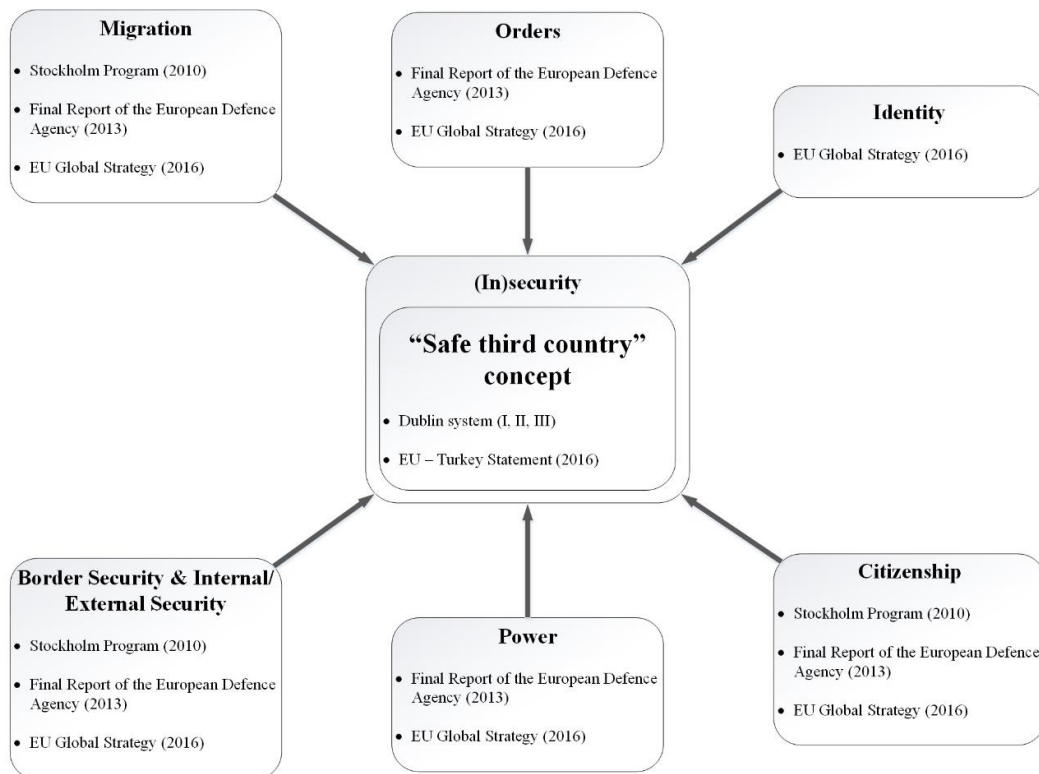 Migration
• Stockholm Program (2010)
• Final Report of the European Defence
Agency (2013)
• EU Global Strategy (2016)
Orders
• Final Report of the European Defence
Agency (2013)
• EU Global Strategy (2016)
Identity
• EU Global Strategy (2016)
(In)security
“Safe third country”
concept
• Dublin system (I, II, III)
• EU – Turkey Statement (2016)
Border Security & Internal/
External Security
• Stockholm Program (2010)
• Final Report of the European Defence
Agency (2013)
• EU Global Strategy (2016)
Power
• Final Report of the European Defence
Agency (2013)
• EU Global Strategy (2016)
Citizenship
• Stockholm Program (2010)
• Final Report of the European Defence
Agency (2013)
• EU Global Strategy (2016)